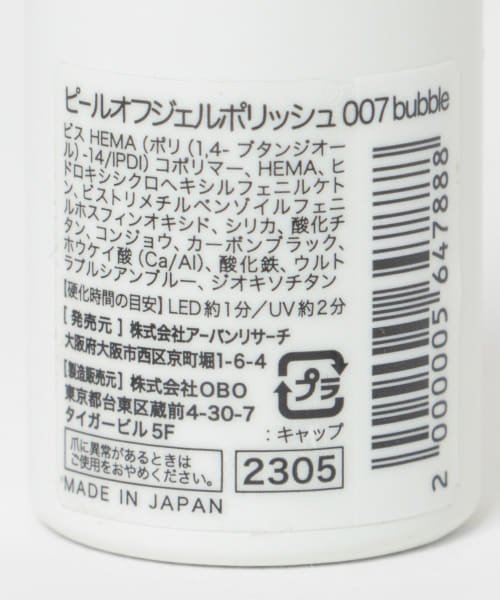 ピールオフジェルポリッシュ 007 bubble
ビスHEMA（ポリ（1,4- ブタンジオー
ル）-14/IPDI）コポリマー、HEMA、ヒ
ドロキシシクロヘキシルフェニルケト
ン、ビストリメチルベンゾイルフェニ
ルホスフィンオキシド、シリカ、酸化チ
タン、コンジョウ、カーボンブラック、
ホウケイ酸（Ca/Al）、酸化鉄、ウルト
ラプルシアンブルー、ジオキソチタン
【硬化時間の目安】LED 約1分／UV 約2分
［発売元］株式会社アーバンリサーチ
大阪府大阪市西区京町堀1-6-4
［製造販売元］株式会社OBO
東京都台東区蔵前4-30-7
タイガービル 5F
プラ
：キャップ
爪に異常があるときは
ご使用をおやめください。
2305
MADE IN JAPAN
2 000005 647888